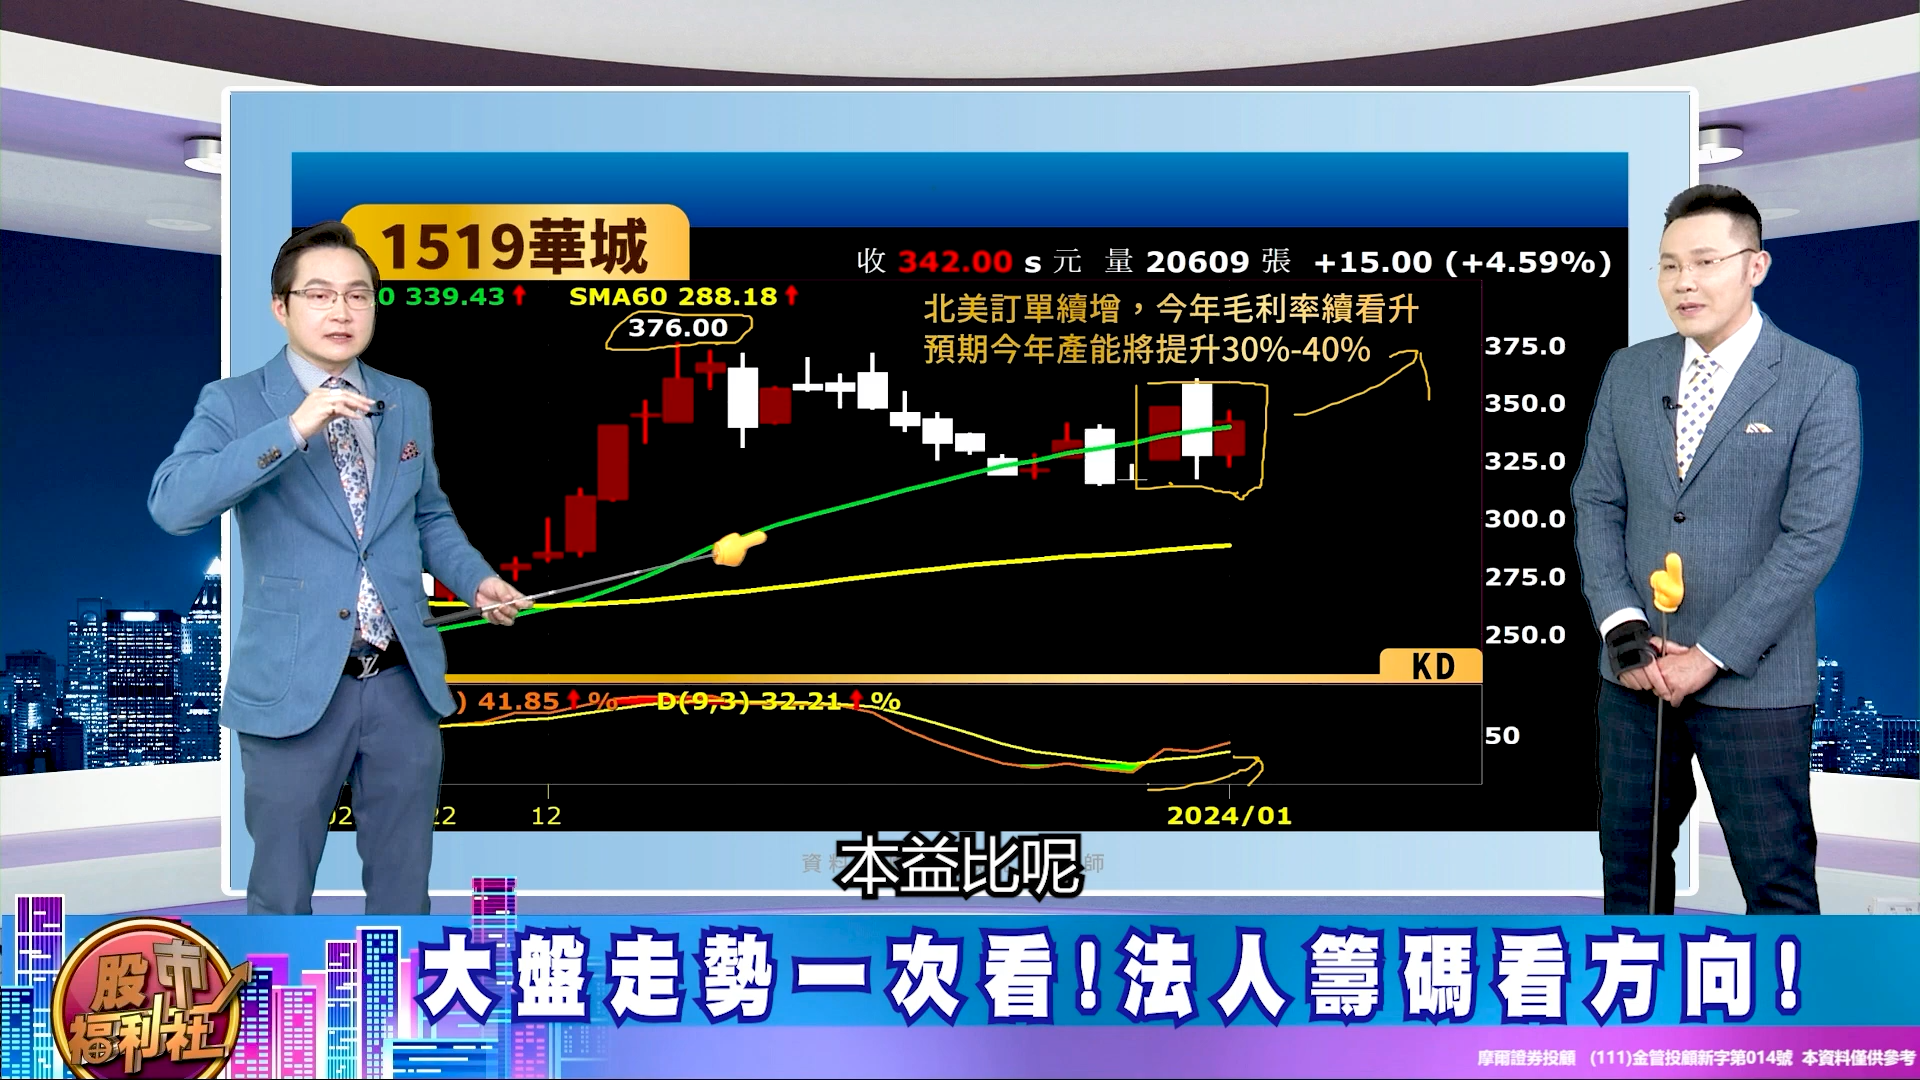 1519華城
收 342.00 s 元 量 20609 張 +15.00 (+4.59%)
0 339.43↑ SMA60 288.18↑
376.00
北美訂單續增，今年毛利率續看升
預期今年產能將提升30%-40%
375.0
350.0
325.0
300.0
275.0
250.0
KD
) 41.85↑% D(9,3) 32.21↑%
50
22 12 2024/01
資料 師
本益比呢
大盤走勢一次看!法人籌碼看方向!
股市
福利社
摩爾證券投顧 (111)金管投顧新字第014號 本資料僅供參考